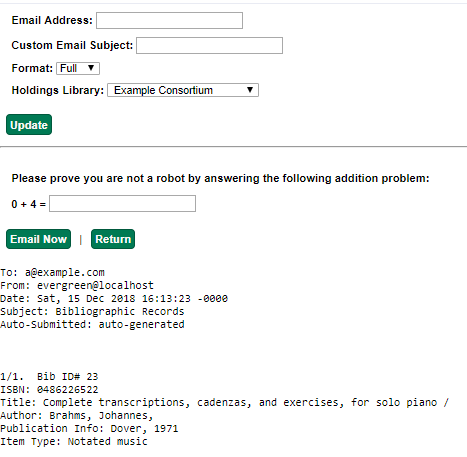 Email Address:
Custom Email Subject:
Format: Full
Holdings Library: Example Consortium
Update
Please prove you are not a robot by answering the following addition problem:
0 + 4 =
Email Now | Return
To: a@example.com
From: evergreen@localhost
Date: Sat, 15 Dec 2018 16:13:23 -0000
Subject: Bibliographic Records
Auto-Submitted: auto-generated
1/1. Bib ID# 23
ISBN: 0486226522
Title: Complete transcriptions, cadenzas, and exercises, for solo piano /
Author: Brahms, Johannes,
Publication Info: Dover, 1971
Item Type: Notated music